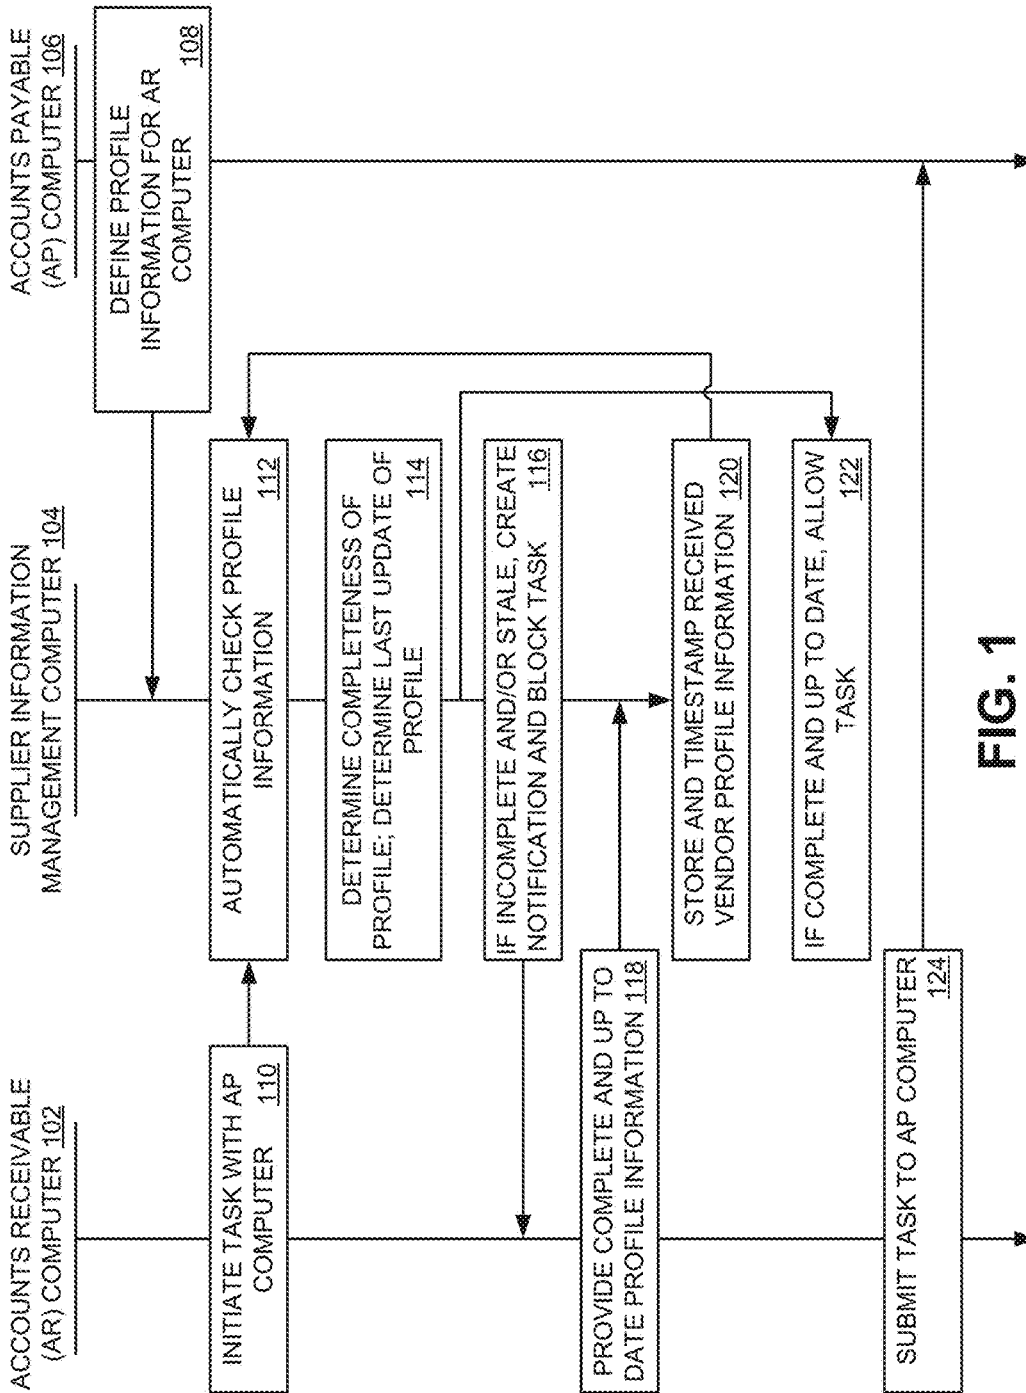 ACCOUNTS RECEIVABLE
(AR) COMPUTER 102
SUPPLIER INFORMATION
MANAGEMENT COMPUTER 104
ACCOUNTS PAYABLE
(AP) COMPUTER 106
DEFINE PROFILE
INFORMATION FOR AR
COMPUTER
108
INITIATE TASK WITH AP
COMPUTER
110
AUTOMATICALLY CHECK PROFILE
INFORMATION
112
DETERMINE COMPLETENESS OF
PROFILE; DETERMINE LAST UPDATE OF
PROFILE
114
IF INCOMPLETE AND/OR STALE, CREATE
NOTIFICATION AND BLOCK TASK 116
PROVIDE COMPLETE AND UP TO
DATE PROFILE INFORMATION 118
STORE AND TIMESTAMP RECEIVED
VENDOR PROFILE INFORMATION 120
IF COMPLETE AND UP TO DATE, ALLOW
TASK
122
SUBMIT TASK TO AP COMPUTER
124
FIG. 1